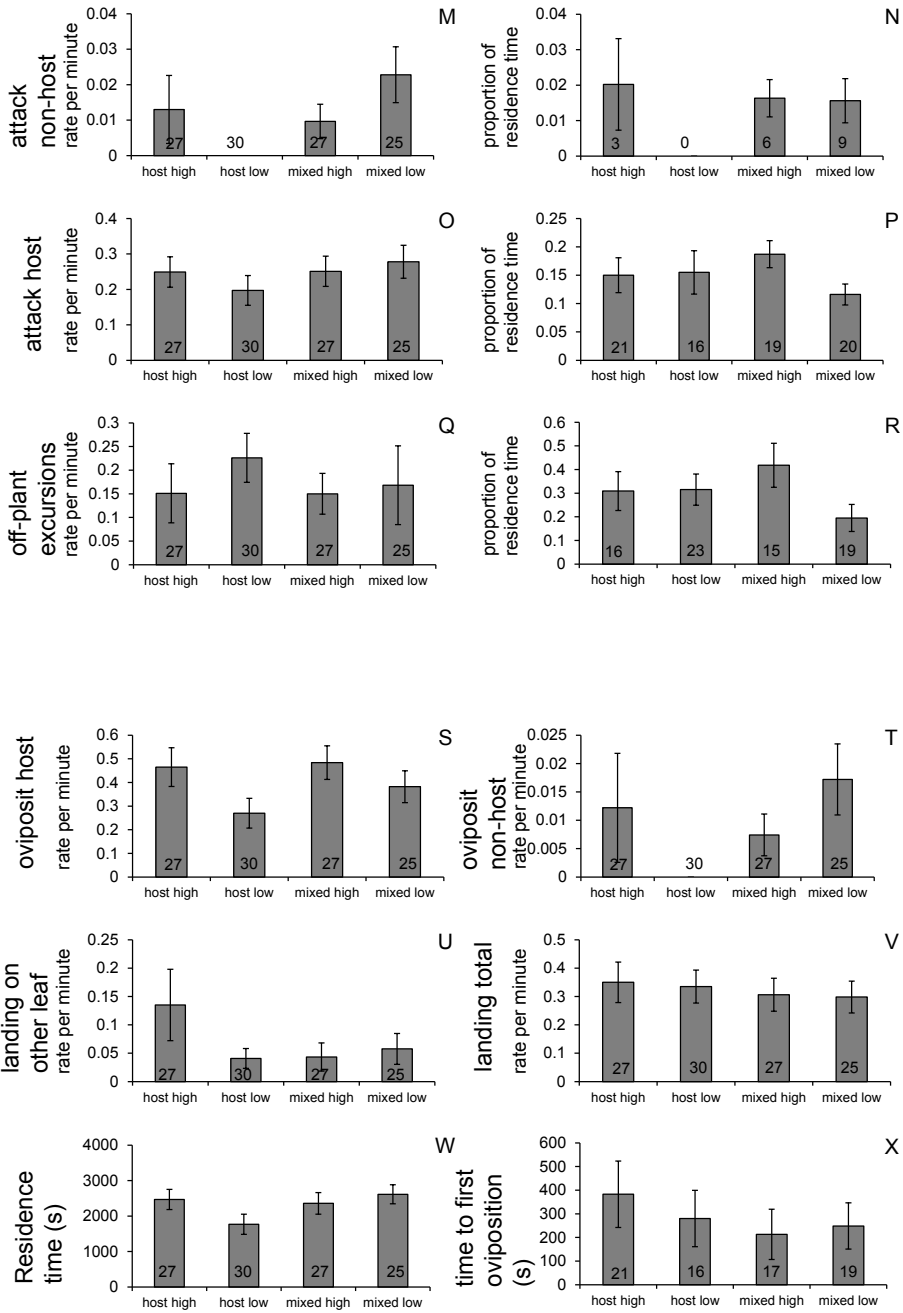 M
attack
non-host
rate per minute
0.04
0.03
0.02
0.01
0
27
30
27
25
host high
host low
mixed high
mixed low
N
proportion of
residence time
0.04
0.03
0.02
0.01
0
3
0
6
9
host high
host low
mixed high
mixed low
O
attack host
rate per minute
0.4
0.3
0.2
0.1
0
27
30
27
25
host high
host low
mixed high
mixed low
P
proportion of
residence time
0.25
0.2
0.15
0.1
0.05
0
21
16
19
20
host high
host low
mixed high
mixed low
Q
off-plant
excursions
rate per minute
0.3
0.25
0.2
0.15
0.1
0.05
0
27
30
27
25
host high
host low
mixed high
mixed low
R
proportion of
residence time
0.6
0.5
0.4
0.3
0.2
0.1
0
16
23
15
19
host high
host low
mixed high
mixed low
S
oviposit host
rate per minute
0.6
0.5
0.4
0.3
0.2
0.1
0
27
30
27
25
host high
host low
mixed high
mixed low
T
oviposit
non-host
rate per minute
0.025
0.02
0.015
0.01
0.005
0
27
30
27
25
host high
host low
mixed high
mixed low
U
landing on
other leaf
rate per minute
0.25
0.2
0.15
0.1
0.05
0
27
30
27
25
host high
host low
mixed high
mixed low
V
landing total
rate per minute
0.5
0.4
0.3
0.2
0.1
0
27
30
27
25
host high
host low
mixed high
mixed low
W
Residence
time (s)
4000
3000
2000
1000
0
27
30
27
25
host high
host low
mixed high
mixed low
X
time to first
oviposition
(s)
600
500
400
300
200
100
0
21
16
17
19
host high
host low
mixed high
mixed low